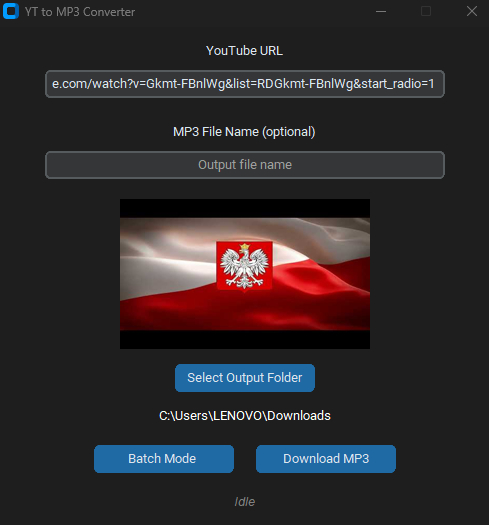 YT to MP3 Converter
YouTube URL
e.com/watch?v=Gkmt-FBnlWg&list=RDGkmt-FBnlWg&start_radio=1
MP3 File Name (optional)
Output file name
Select Output Folder
C:\Users\LENOVO\Downloads
Batch Mode
Download MP3
Idle